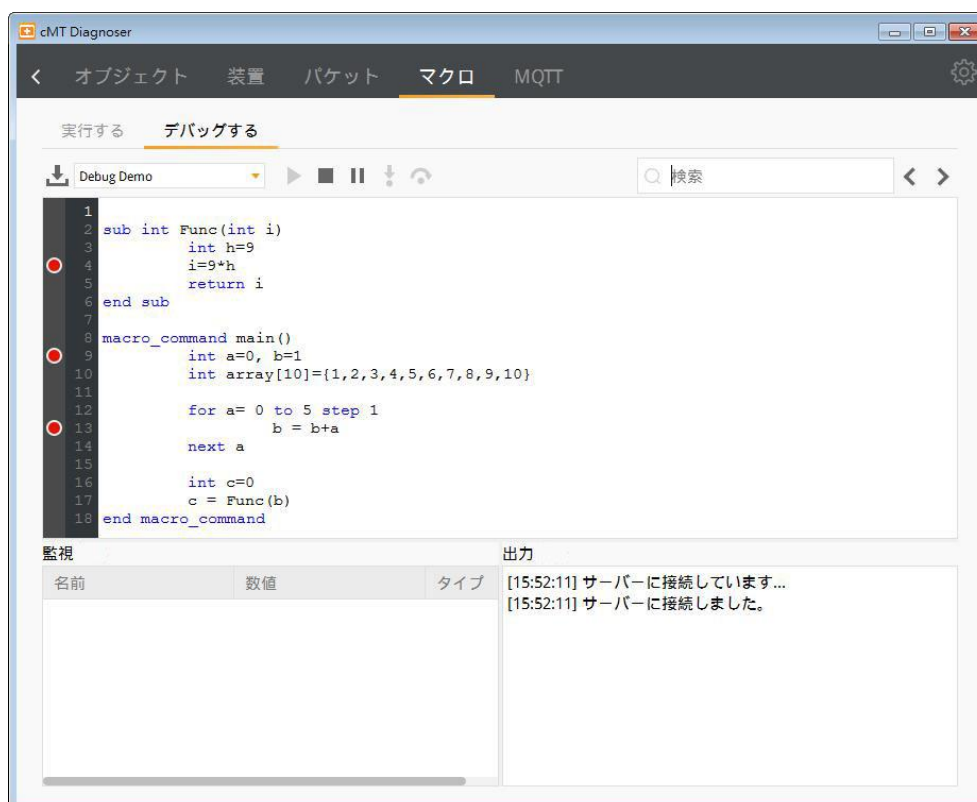 cMT Diagnoser
オブジェクト 装置 パケット マクロ MQTT
実行する デバッグする
Debug Demo 検索
1
2 sub int Func(int i)
3 int h=9
4 i=9*h
5 return i
6 end sub
7
8 macro_command main()
9 int a=0, b=1
10 int array[10]={1,2,3,4,5,6,7,8,9,10}
11
12 for a= 0 to 5 step 1
13 b = b+a
14 next a
15
16 int c=0
17 c = Func(b)
18 end macro_command
監視
名前 数値 タイプ
出力
[15:52:11] サーバーに接続しています...
[15:52:11] サーバーに接続しました。